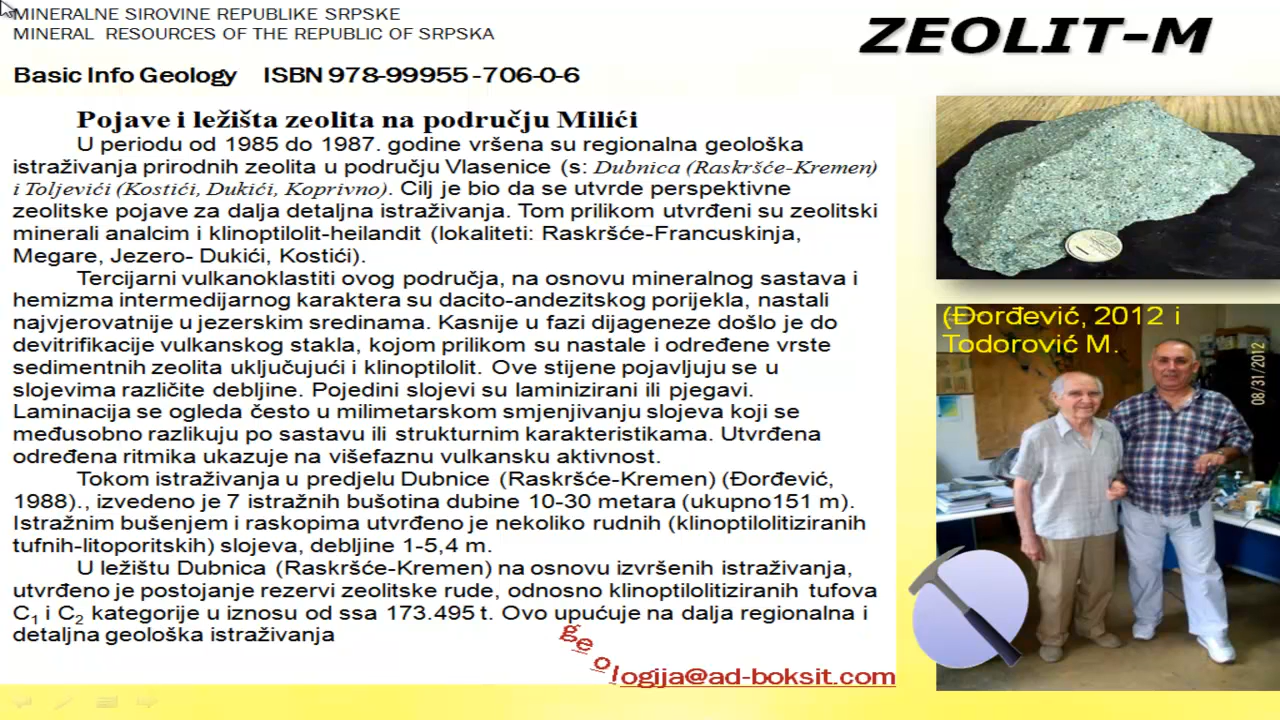 MINERALNE SIROVINE REPUBLIKE SRPSKE
MINERAL RESOURCES OF THE REPUBLIC OF SRPSKA
ZEOLIT-M
Basic Info Geology ISBN 978-99955-706-0-6
Pojave i ležišta zeolita na području Milići
U periodu od 1985 do 1987. godine vršena su regionalna geološka
istraživanja prirodnih zeolita u području Vlasenice (s: Dubnica (Raskršće-Kremen)
i Toljevići (Kostići, Dukići, Koprivno). Cilj je bio da se utvrde perspektivne
zeolitske pojave za dalja detaljna istraživanja. Tom prilikom utvrđeni su zeolitski
minerali analcim i klinoptilolit-heilandit (lokaliteti: Raskršće-Francuskinja,
Megare, Jezero- Dukići, Kostići).
Tercijarni vulkanoklastiti ovog područja, na osnovu mineralnog sastava i
hemizma intermedijarnog karaktera su dacito-andezitskog porijekla, nastali
najvjerovatnije u jezerskim sredinama. Kasnije u fazi dijageneze došlo je do
devitrifikacije vulkanskog stakla, kojom prilikom su nastale i određene vrste
sedimentnih zeolita uključujući i klinoptilolit. Ove stijene pojavljuju se u
slojevima različite debljine. Pojedini slojevi su laminizirani ili pjegavi.
Laminacija se ogleda često u milimetarskom smjenjivanju slojeva koji se
međusobno razlikuju po sastavu ili strukturnim karakteristikama. Utvrđena
određena ritmika ukazuje na višefaznu vulkansku aktivnost.
Tokom istraživanja u predjelu Dubnice (Raskršće-Kremen) (Đorđević,
1988)., izvedeno je 7 istražnih bušotina dubine 10-30 metara (ukupno151 m).
Istražnim bušenjem i raskopima utvrđeno je nekoliko rudnih (klinoptilolitiziranih
tufnih-litoporitskih) slojeva, debljine 1-5,4 m.
U ležištu Dubnica (Raskršće-Kremen) na osnovu izvršenih istraživanja,
utvrđeno je postojanje rezervi zeolitske rude, odnosno klinoptilolitiziranih tufova
C1 i C2 kategorije u iznosu od ssa 173.495 t. Ovo upućuje na dalja regionalna i
detaljna geološka istraživanja
geologija@ad-boksit.com
(Đorđević, 2012 i
Todorović M.
08/31/2012